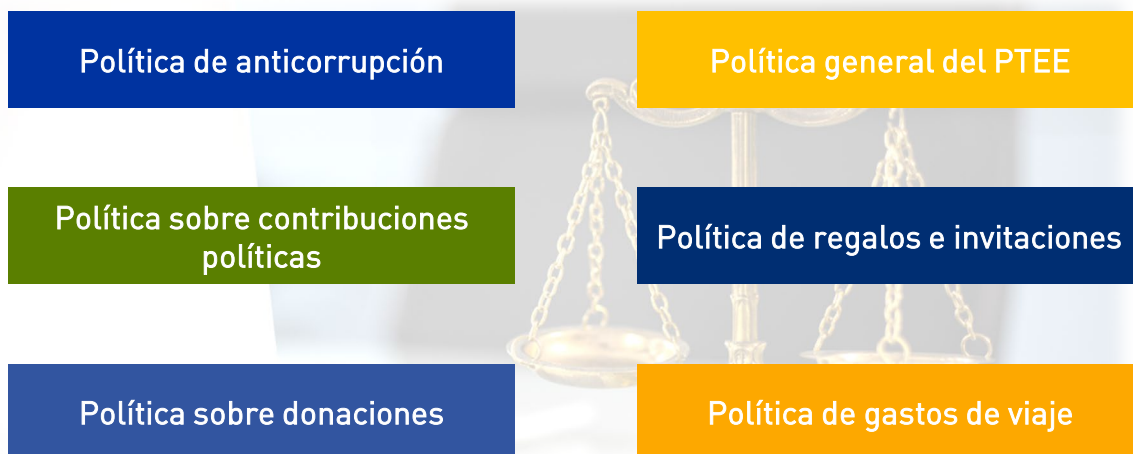 Política de anticorrupción
Política general del PTEE
Política sobre contribuciones
políticas
Política de regalos e invitaciones
Política sobre donaciones
Política de gastos de viaje